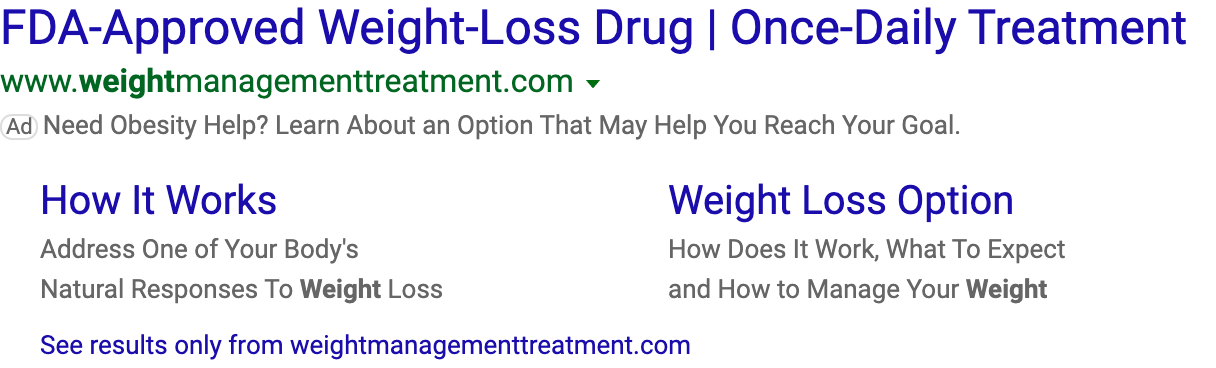 FDA-Approved Weight-Loss Drug | Once-Daily Treatment
www.weightmanagementtreatment.com
Ad Need Obesity Help? Learn About an Option That May Help You Reach Your Goal.
How It Works
Address One of Your Body's
Natural Responses To Weight Loss
Weight Loss Option
How Does It Work, What To Expect
and How to Manage Your Weight
See results only from weightmanagementtreatment.com